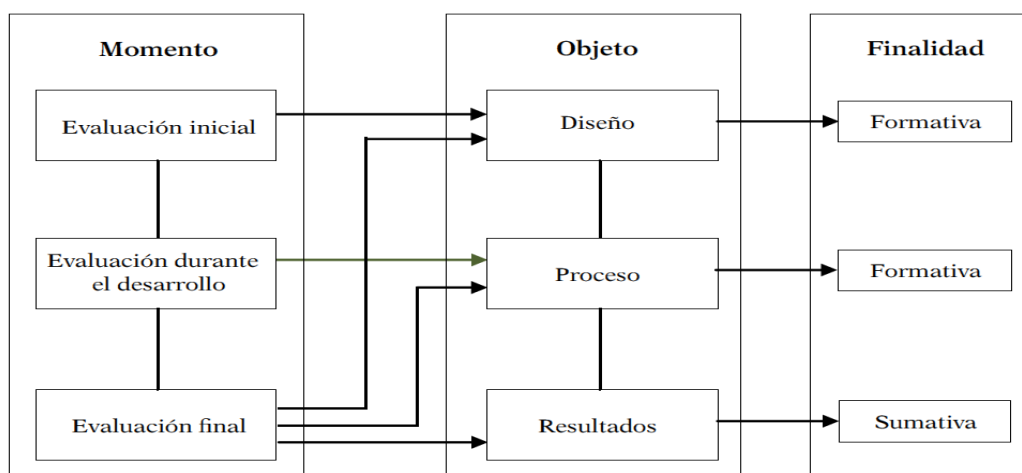 Momento
Objeto
Finalidad
Evaluación inicial
Diseño
Formativa
Evaluación durante
el desarrollo
Proceso
Formativa
Evaluación final
Resultados
Sumativa